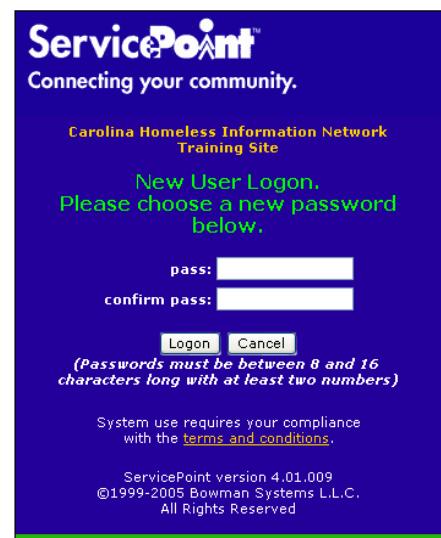 ServicePoint™
Connecting your community.
Carolina Homeless Information Network
Training Site
New User Logon.
Please choose a new password
below.
pass:
confirm pass:
Logon Cancel
(Passwords must be between 8 and 16
characters long with at least two numbers)
System use requires your compliance
with the terms and conditions.
ServicePoint version 4.01.009
©1999-2005 Bowman Systems L.L.C.
All Rights Reserved